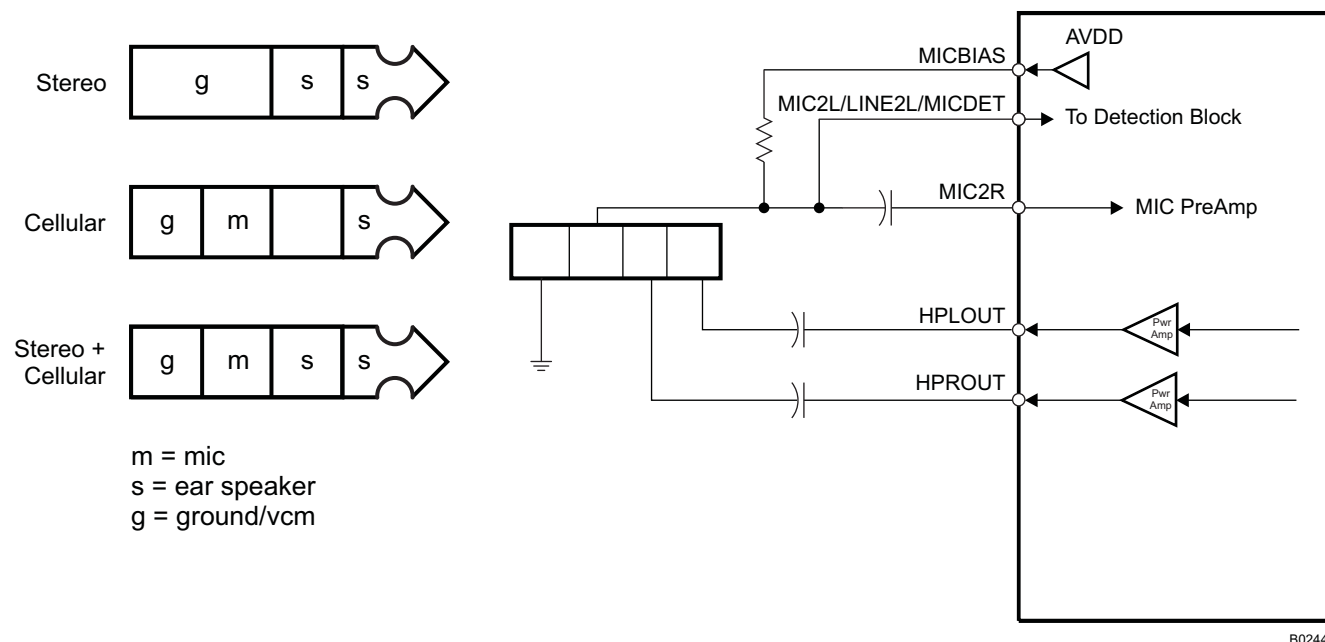 Stereo
g s s
Cellular
g m s
Stereo +
Cellular
g m s s
m = mic
s = ear speaker
g = ground/vcm
MICBIAS
AVDD
MIC2L/LINE2L/MICDET
To Detection Block
MIC2R
MIC PreAmp
HPLOUT
Pwr
Amp
HPROUT
Pwr
Amp
B0244